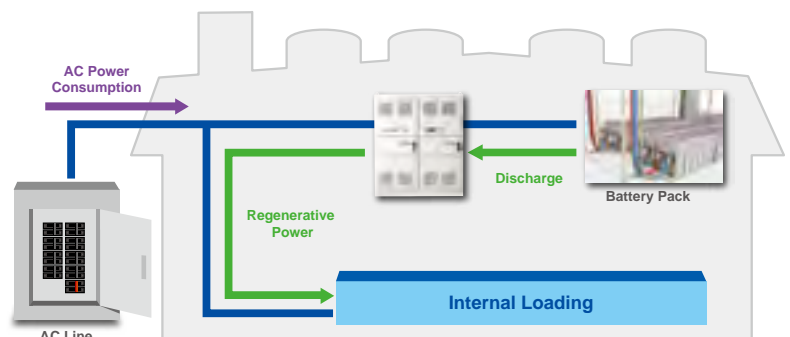 AC Power
Consumption
Discharge
Battery Pack
Regenerative
Power
Internal Loading
AC Line